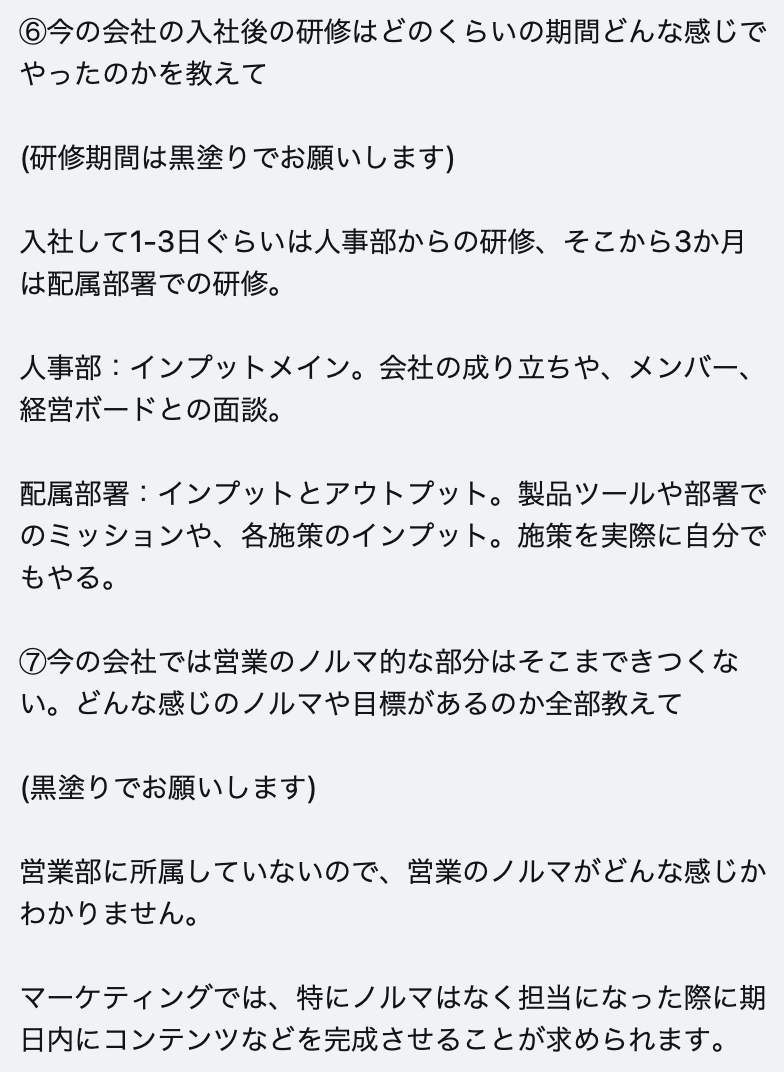 ⑥今の会社の入社後の研修はどのくらいの期間どんな感じで
やったのかを教えて
(研修期間は黒塗りでお願いします)
入社して1-3日ぐらいは人事部からの研修、そこから3か月
は配属部署での研修。
人事部：インプットメイン。会社の成り立ちや、メンバー、
経営ボードとの面談。
配属部署：インプットとアウトプット。製品ツールや部署で
のミッションや、各施策のインプット。施策を実際に自分で
もやる。
⑦今の会社では営業のノルマ的な部分はそこまできつくな
い。どんな感じのノルマや目標があるのか全部教えて
(黒塗りでお願いします)
営業部に所属していないので、営業のノルマがどんな感じか
わかりません。
マーケティングでは、特にノルマはなく担当になった際に期
日内にコンテンツなどを完成させることが求められます。